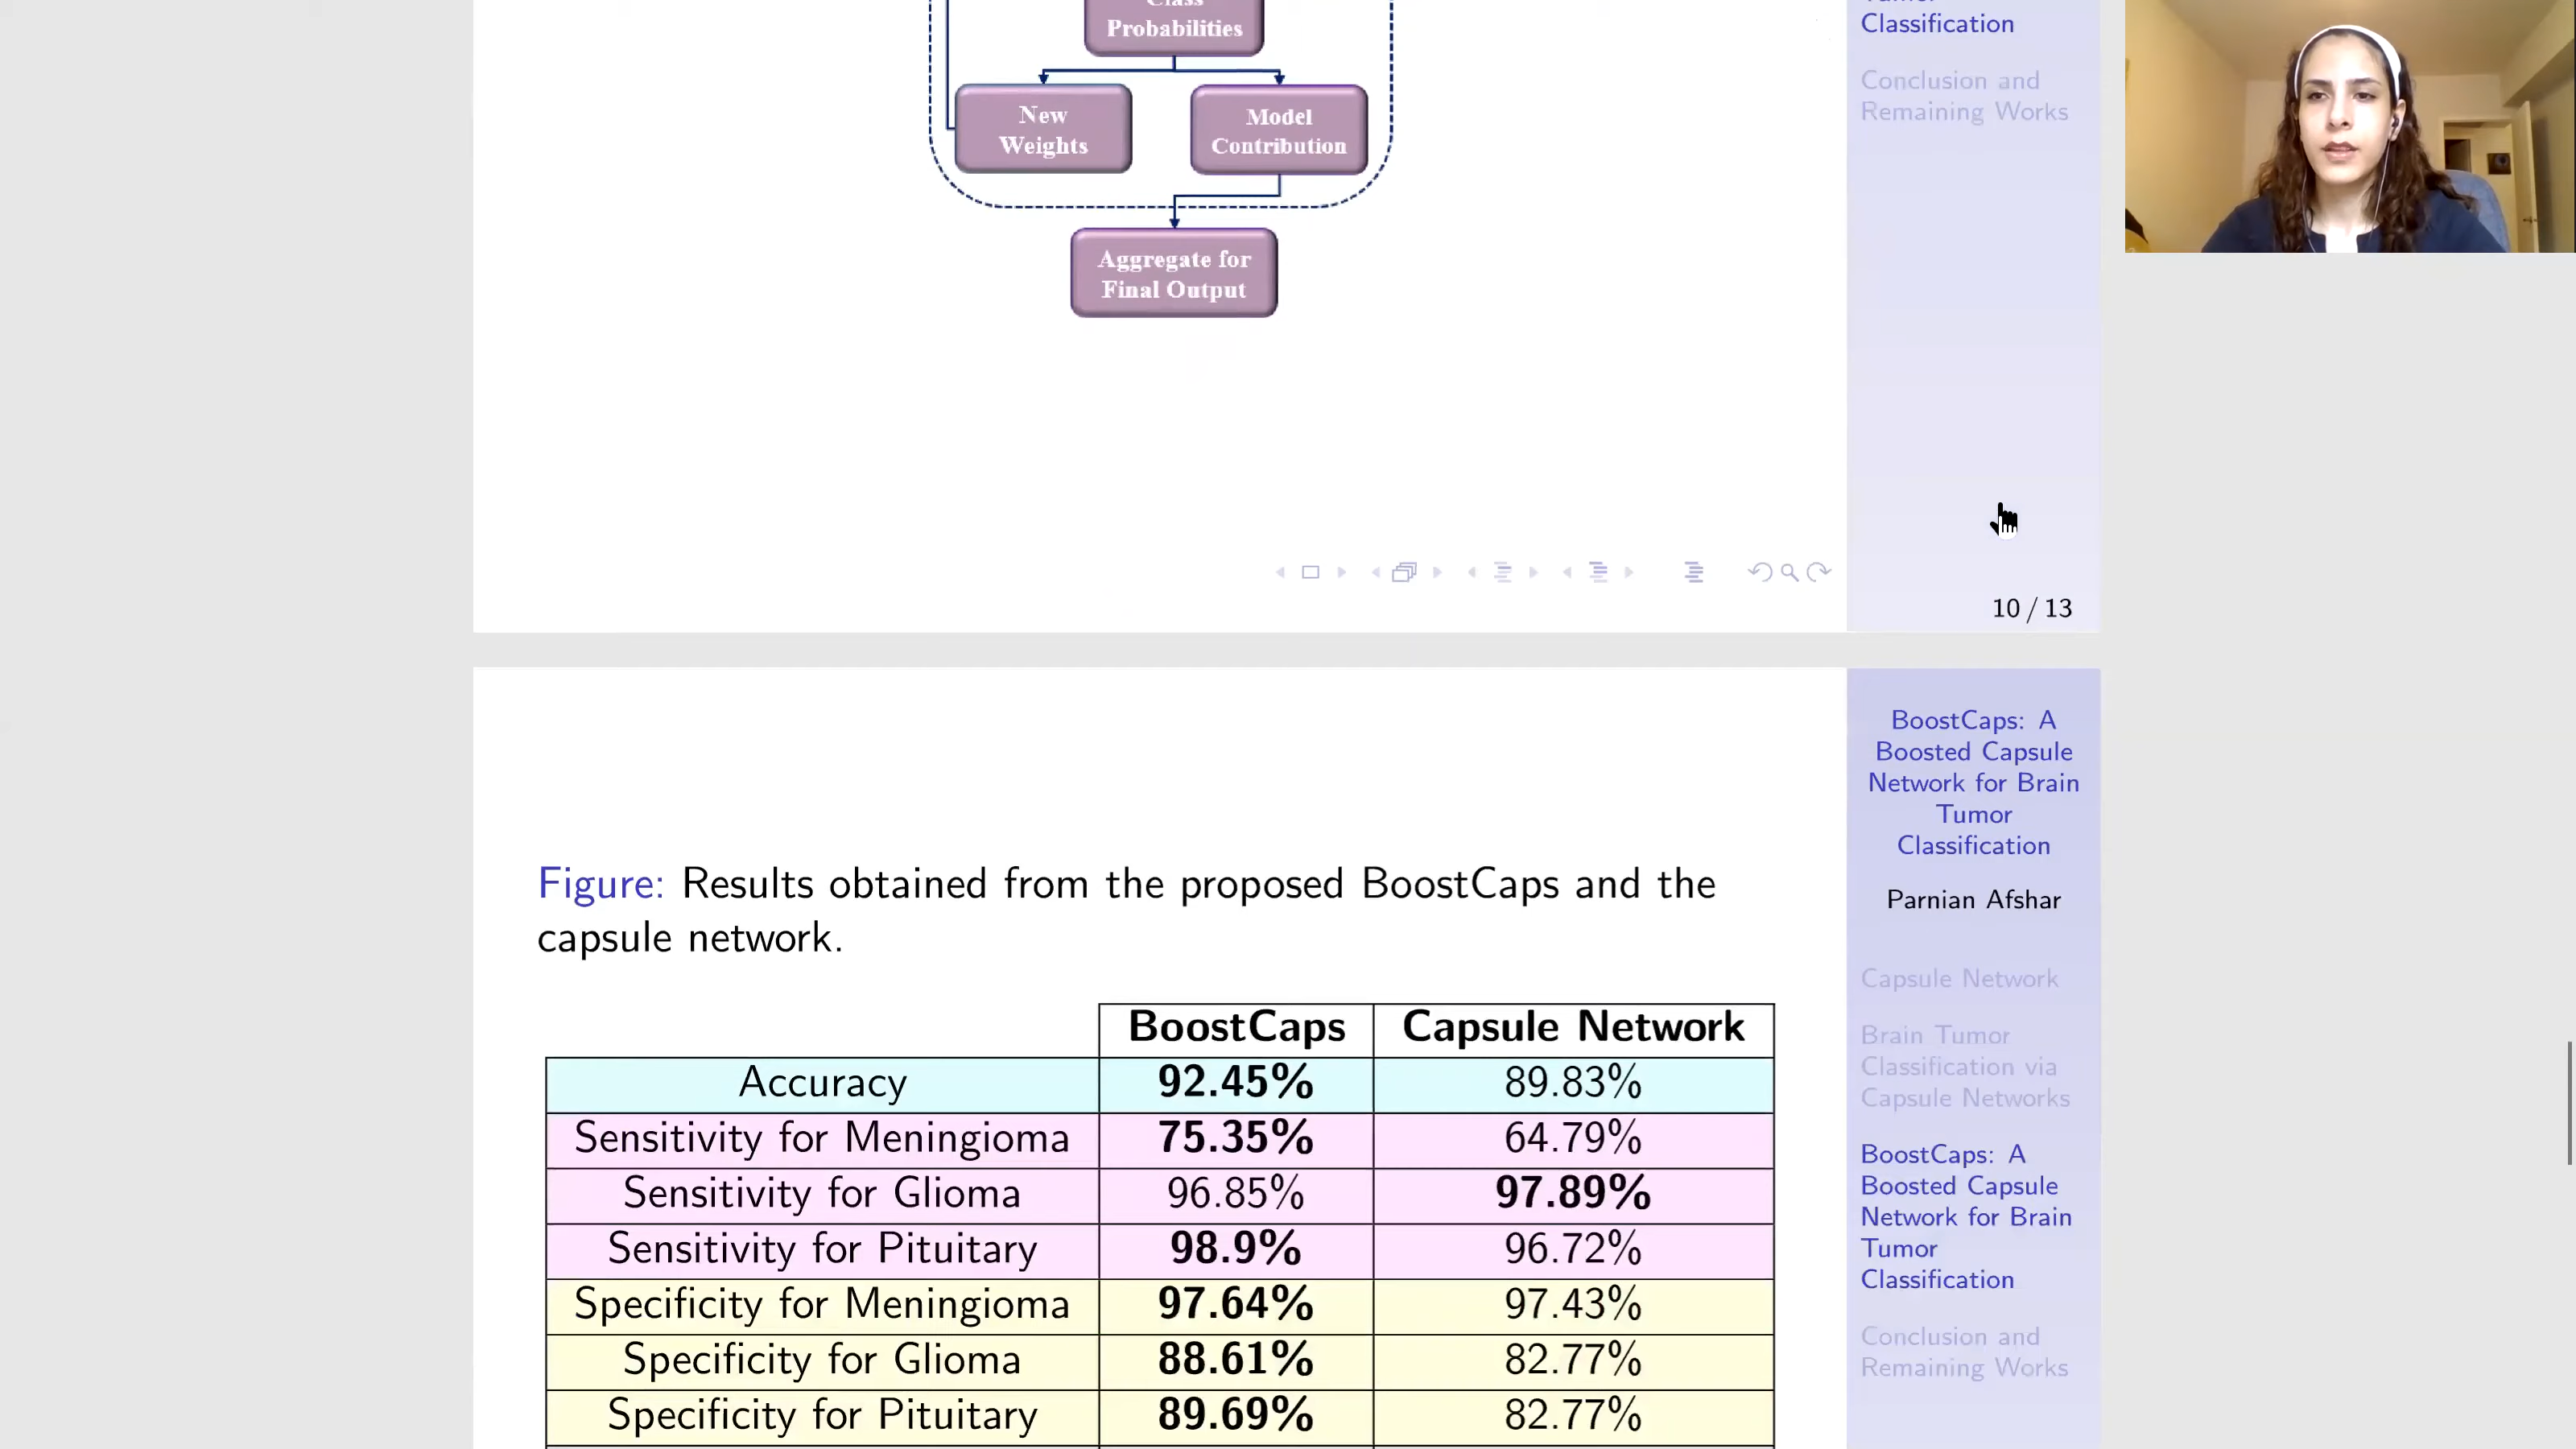 Probabilities
New
Weights
Model
Contribution
Aggregate for
Final Output
Classification
Conclusion and
Remaining Works
10 / 13
Figure: Results obtained from the proposed BoostCaps and the
capsule network.
BoostCaps Capsule Network
Accuracy 92.45% 89.83%
Sensitivity for Meningioma 75.35% 64.79%
Sensitivity for Glioma 96.85% 97.89%
Sensitivity for Pituitary 98.9% 96.72%
Specificity for Meningioma 97.64% 97.43%
Specificity for Glioma 88.61% 82.77%
Specificity for Pituitary 89.69% 82.77%
BoostCaps: A
Boosted Capsule
Network for Brain
Tumor
Classification
Parnian Afshar
Capsule Network
Brain Tumor
Classification via
Capsule Networks
BoostCaps: A
Boosted Capsule
Network for Brain
Tumor
Classification
Conclusion and
Remaining Works